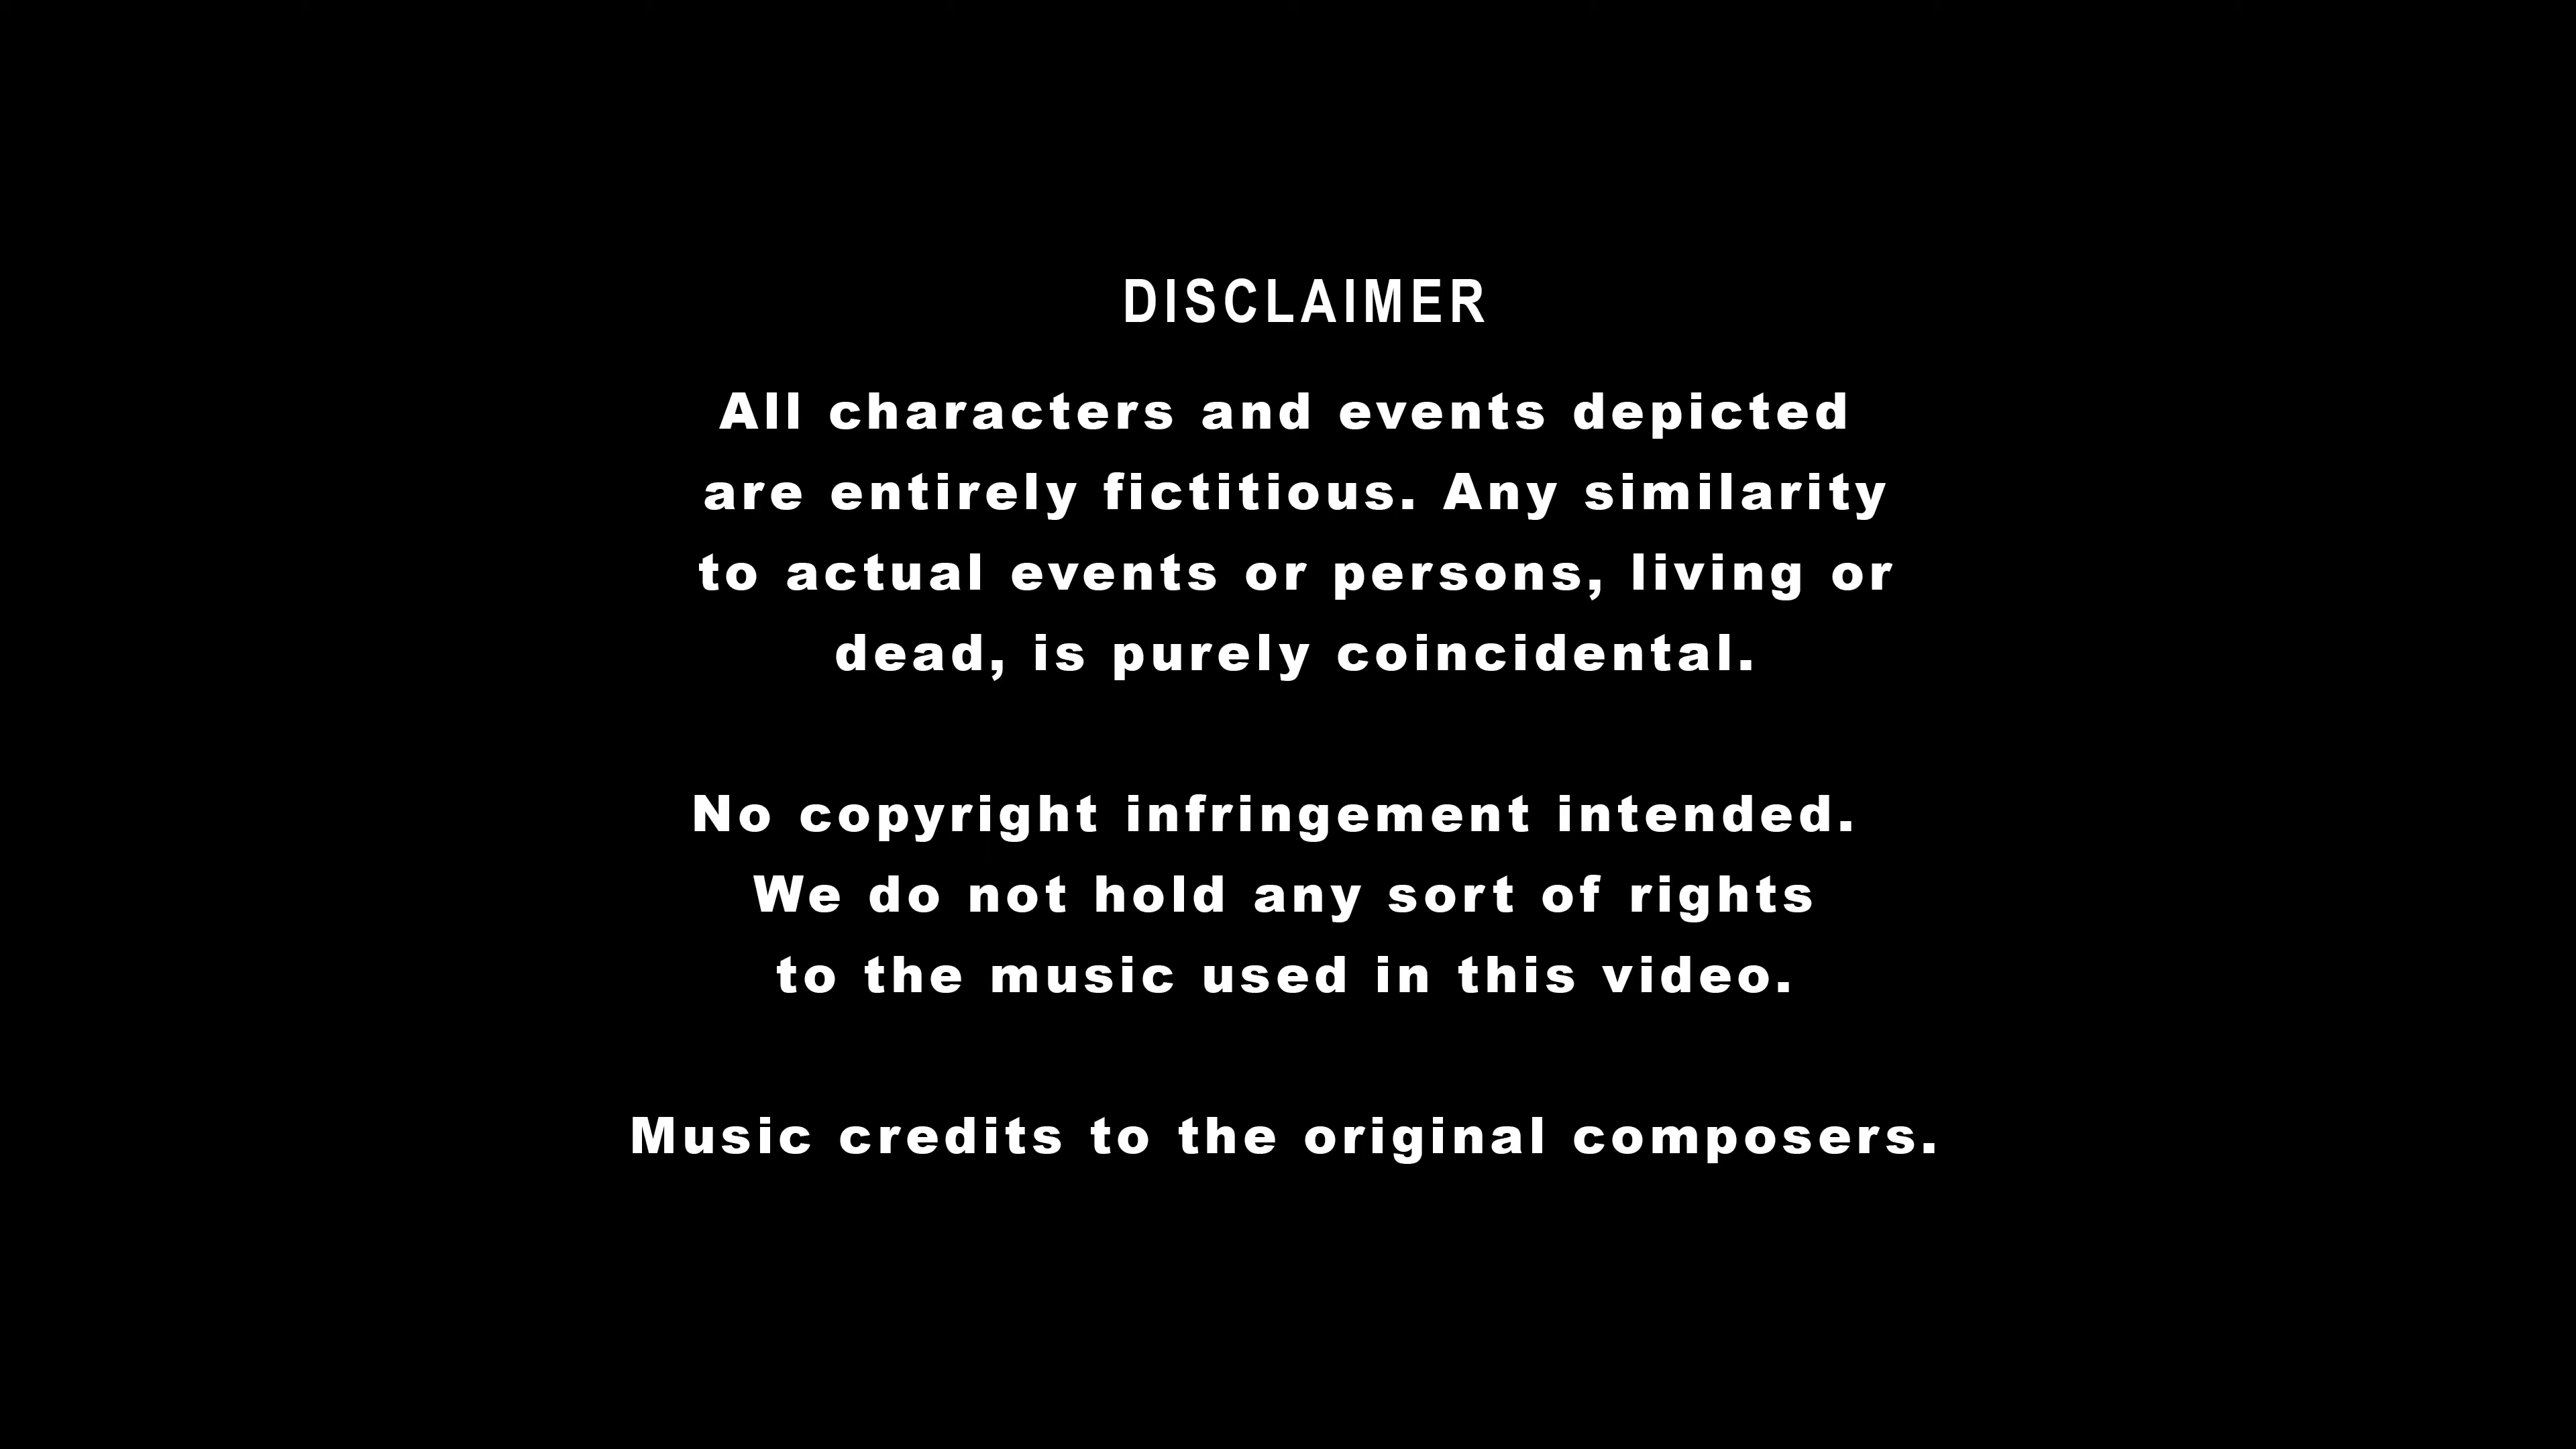 DISCLAIMER
All characters and events depicted
are entirely fictitious. Any similarity
to actual events or persons, living or
dead, is purely coincidental.
No copyright infringement intended.
We do not hold any sort of rights
to the music used in this video.
Music credits to the original composers.